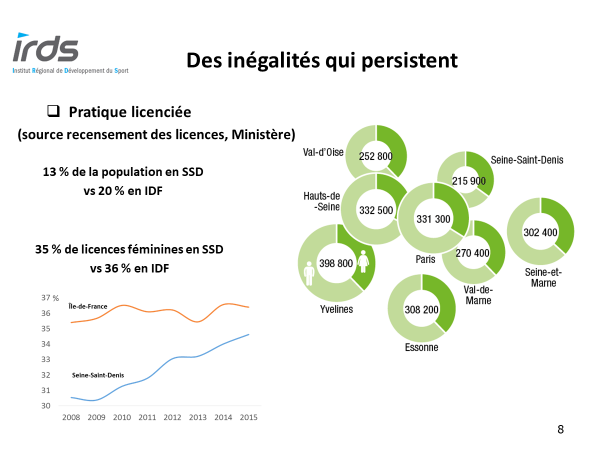 irds
Institut Régional de Développement du Sport
Des inégalités qui persistent
Pratique licenciée
(source recensement des licences, Ministère)
13 % de la population en SSD
vs 20 % en IDF
35 % de licences féminines en SSD
vs 36 % en IDF
37 %
36
35
34
33
32
31
30
Île-de-France
Seine-Saint-Denis
2008 2009 2010 2011 2012 2013 2014 2015
Val-d'Oise
252 800
Seine-Saint-Denis
215 900
Hauts-de
-Seine
332 500
331 300
Paris
302 400
Seine-et-
Marne
398 800
Yvelines
270 400
Val-de-
Marne
308 200
Essonne
8